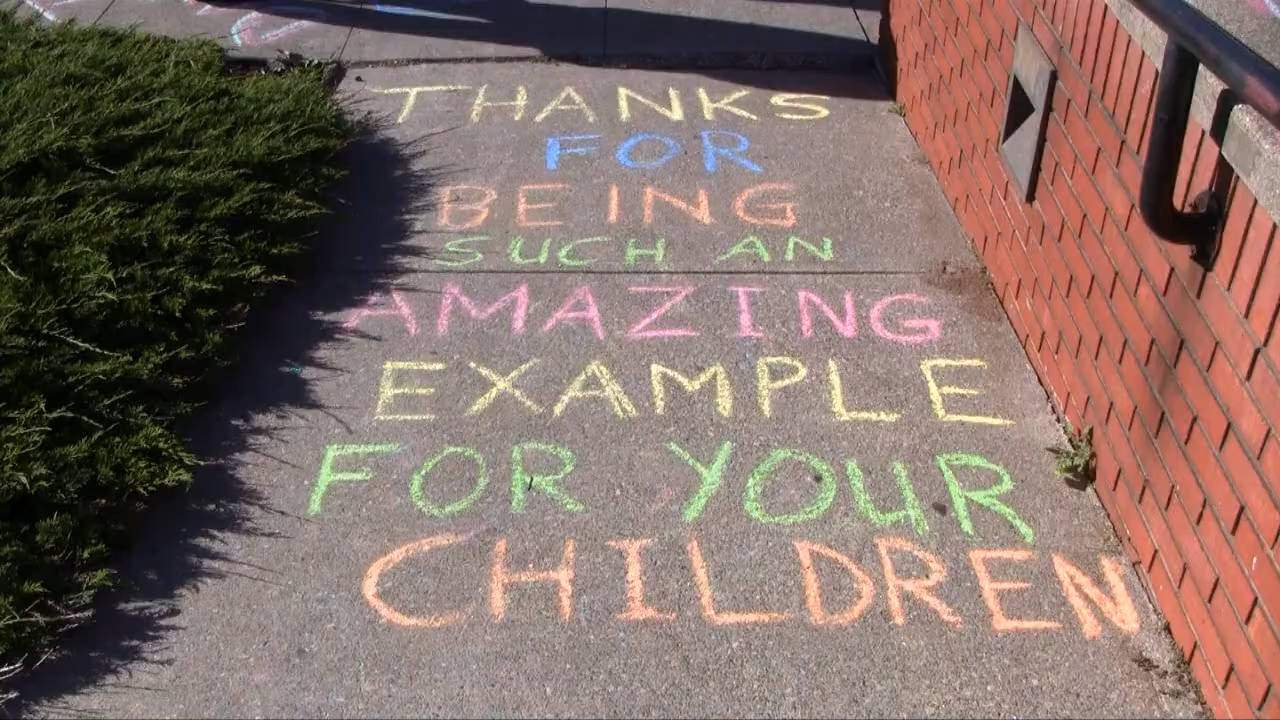 THANKS
FOR
BEING
SUCH AN
AMAZING
EXAMPLE
FOR YOUR
CHILDREN